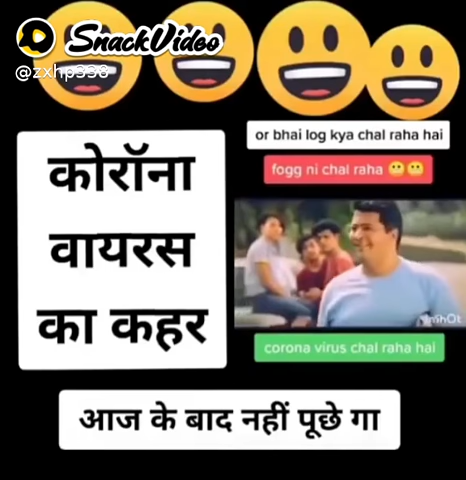 SnackVideo
@zxhp338
or bhai log kya chal raha hai
fogg ni chal raha 😬😬
कोरॉना
वायरस
का कहर
InShOt
corona virus chal raha hai
आज के बाद नहीं पूछे गा